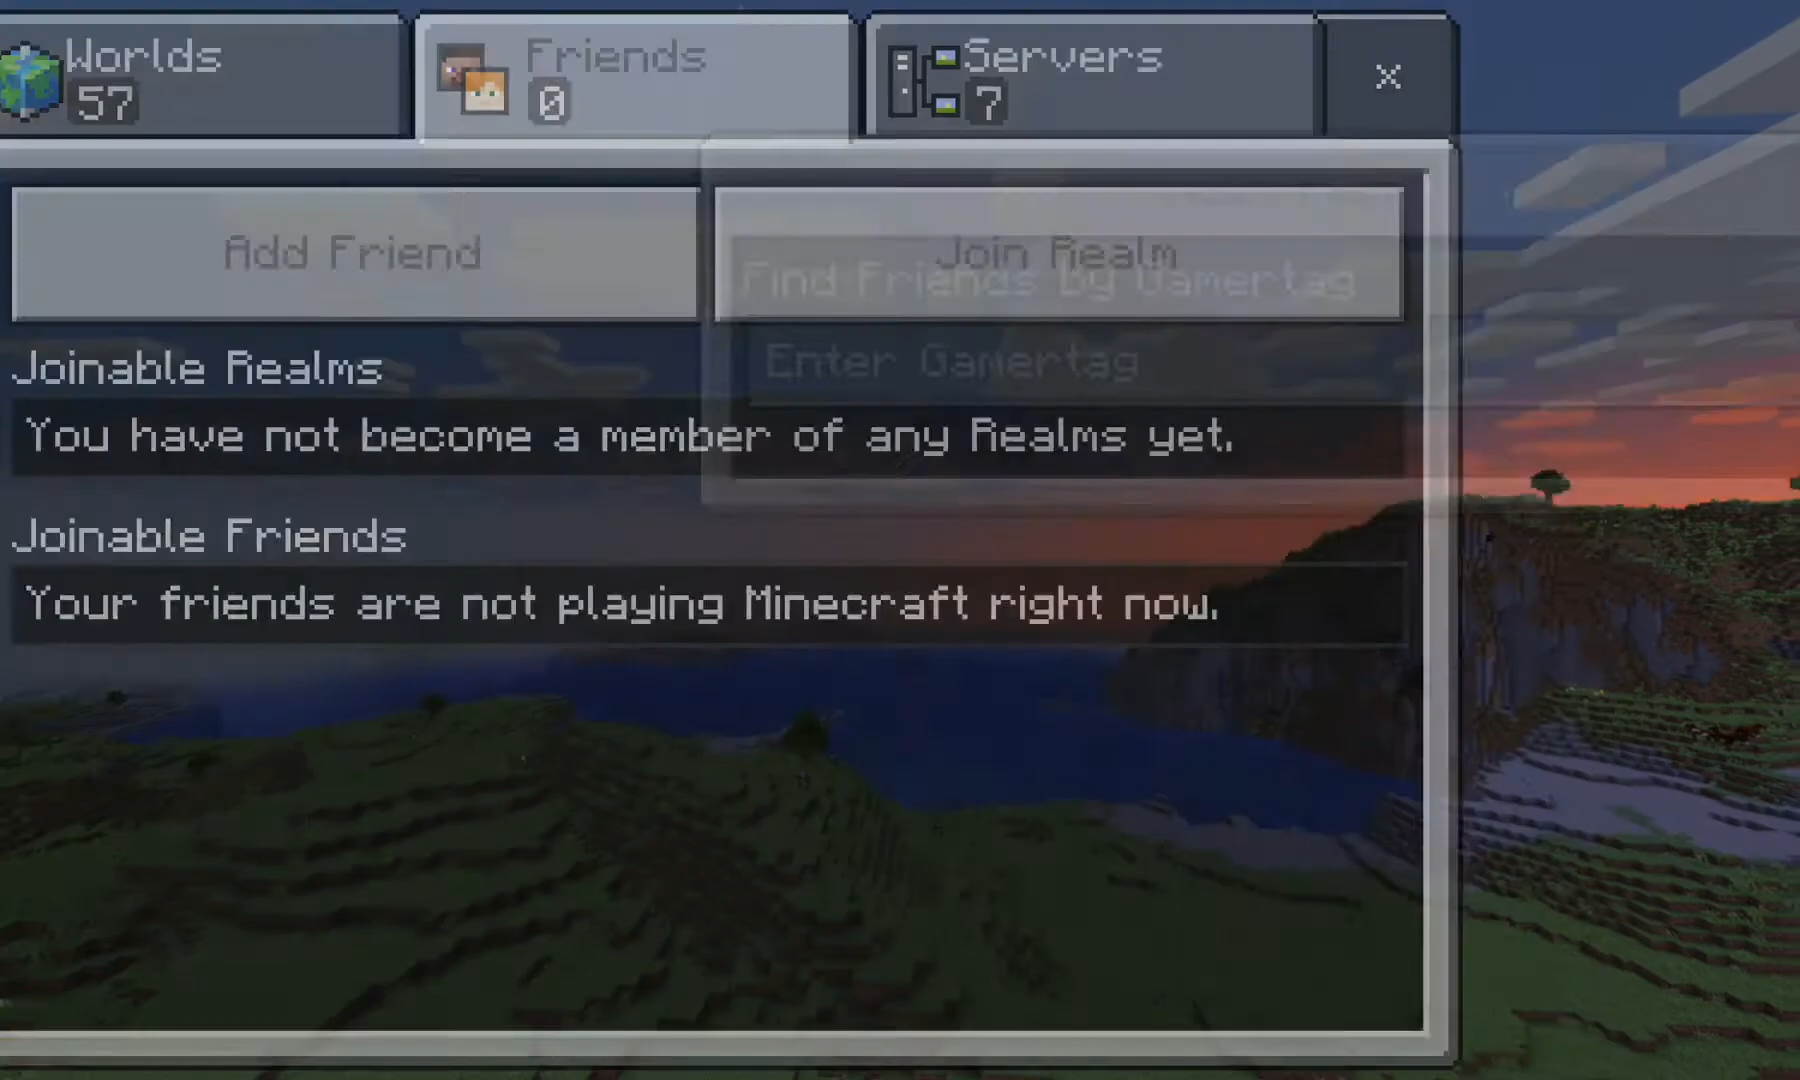 Worlds
57
Friends
0
Servers
7
Add Friend
Join Realm
Find Friends by Gamertag
Enter Gamertag
Joinable Realms
You have not become a member of any Realms yet.
Joinable Friends
Your friends are not playing Minecraft right now.